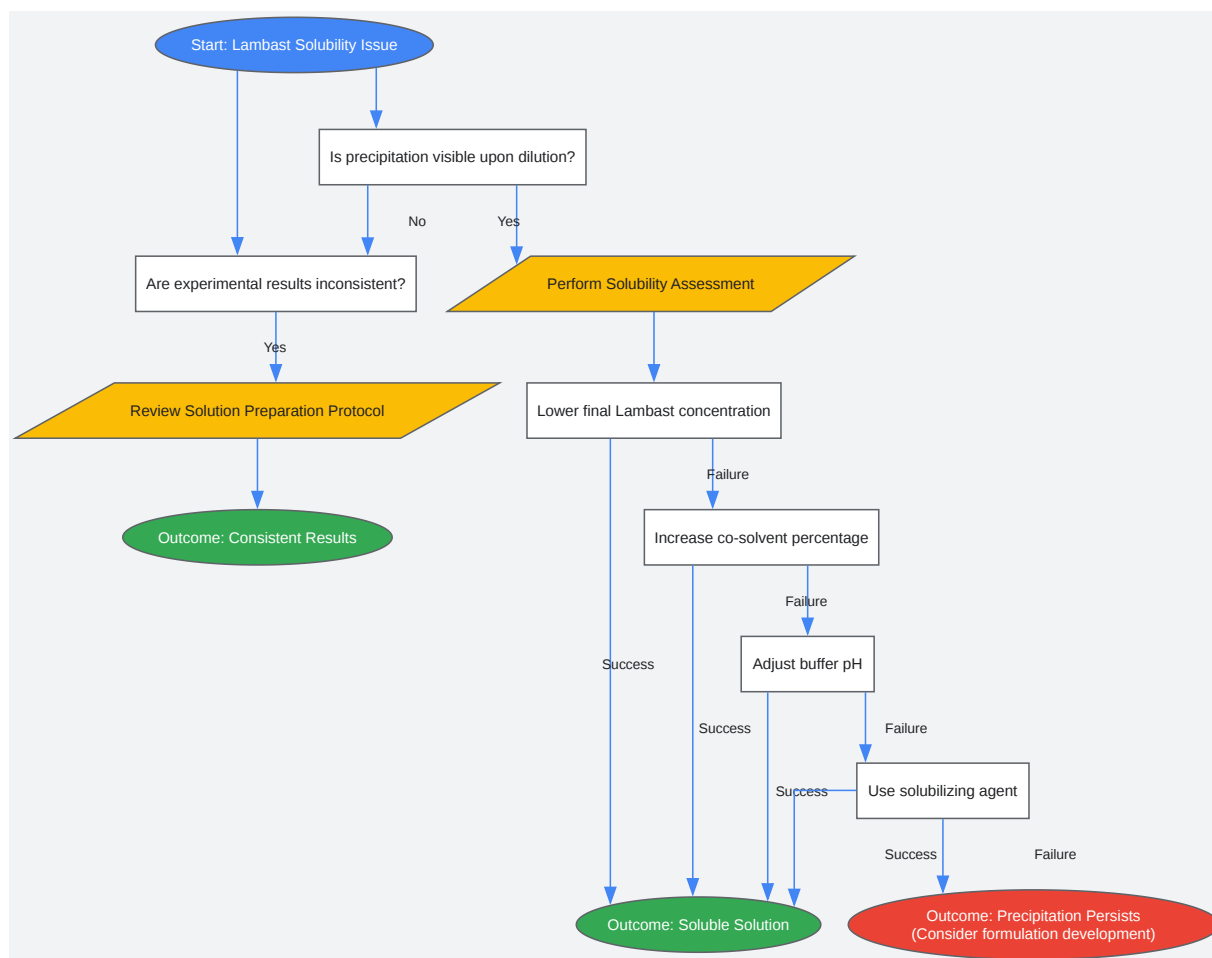 Start: Lambast Solubility Issue
Is precipitation visible upon dilution?
No
Yes
Are experimental results inconsistent?
Perform Solubility Assessment
Yes
Review Solution Preparation Protocol
Lower final Lambast concentration
Failure
Outcome: Consistent Results
Increase co-solvent percentage
Failure
Success
Adjust buffer pH
Success
Failure
Success
Use solubilizing agent
Success
Failure
Outcome: Soluble Solution
Outcome: Precipitation Persists
(Consider formulation development)